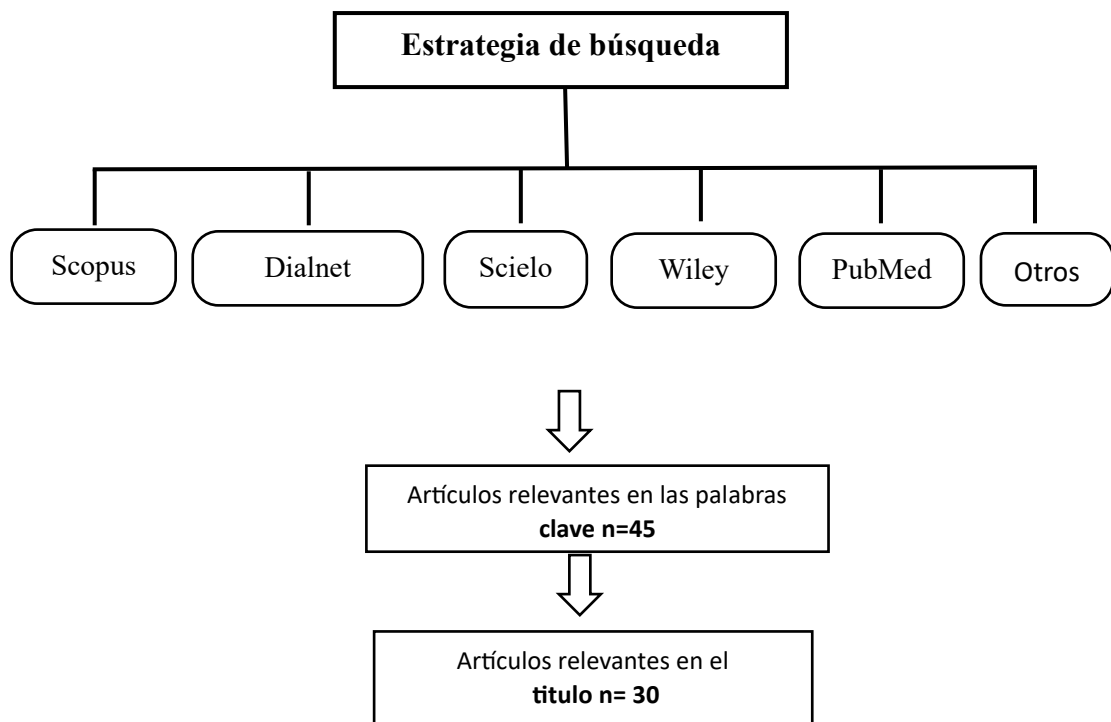 Estrategia de búsqueda
Scopus
Dialnet
Scielo
Wiley
PubMed
Otros
Artículos relevantes en las palabras
clave n=45
Artículos relevantes en el
titulo n= 30